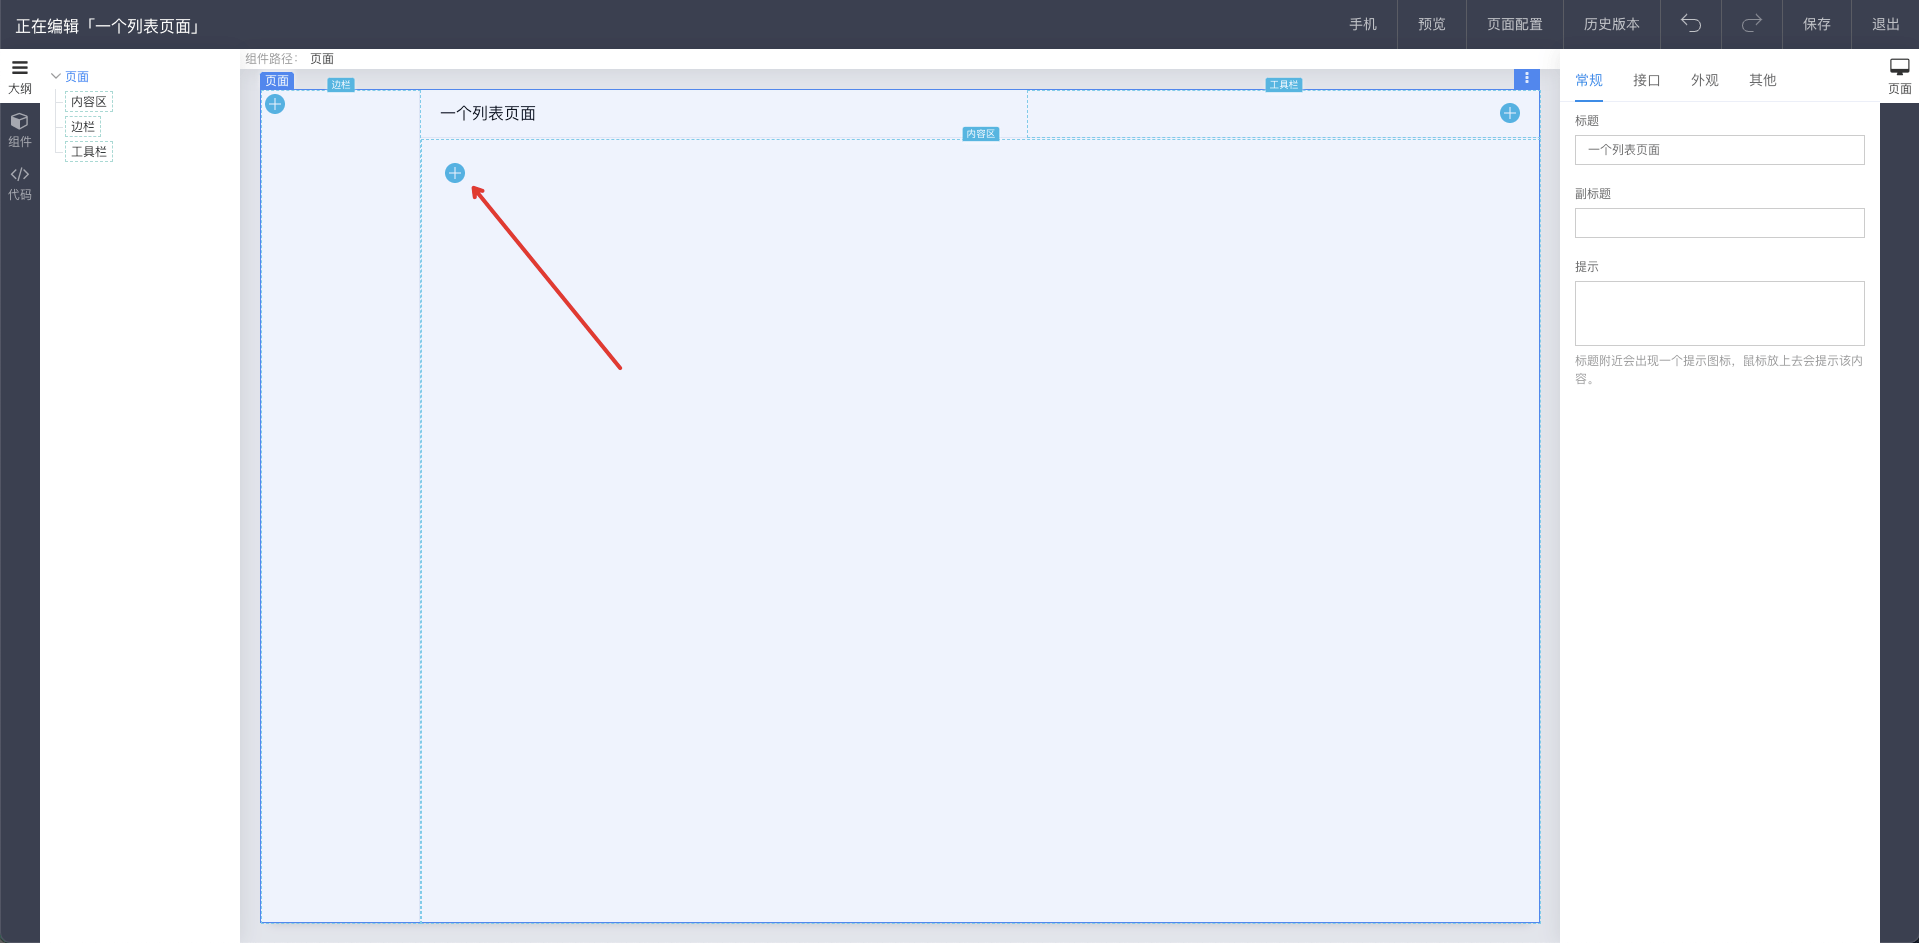 正在编辑「一个列表页面」
手机
预览
页面配置
历史版本
保存
退出
大纲
组件
代码
页面
内容区
边栏
工具栏
组件路径： 页面
页面
边栏
工具栏
一个列表页面
内容区
常规
接口
外观
其他
标题
一个列表页面
副标题
提示
标题附近会出现一个提示图标，鼠标放上去会提示该内
容。
页面